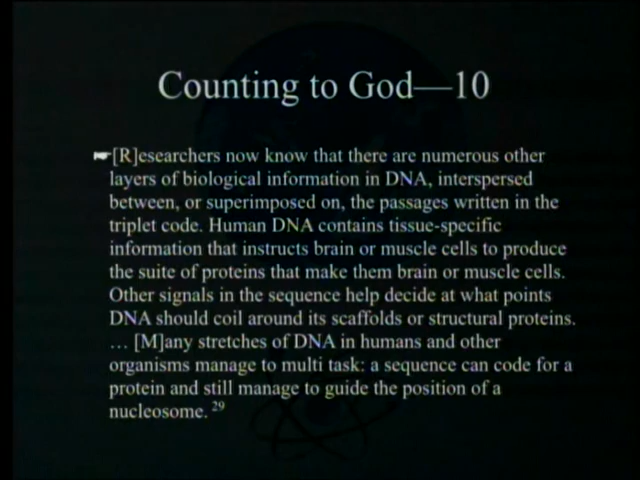 Counting to God—10
☛[R]esearchers now know that there are numerous other
layers of biological information in DNA, interspersed
between, or superimposed on, the passages written in the
triplet code. Human DNA contains tissue-specific
information that instructs brain or muscle cells to produce
the suite of proteins that make them brain or muscle cells.
Other signals in the sequence help decide at what points
DNA should coil around its scaffolds or structural proteins.
… [M]any stretches of DNA in humans and other
organisms manage to multi task: a sequence can code for a
protein and still manage to guide the position of a
nucleosome. 29